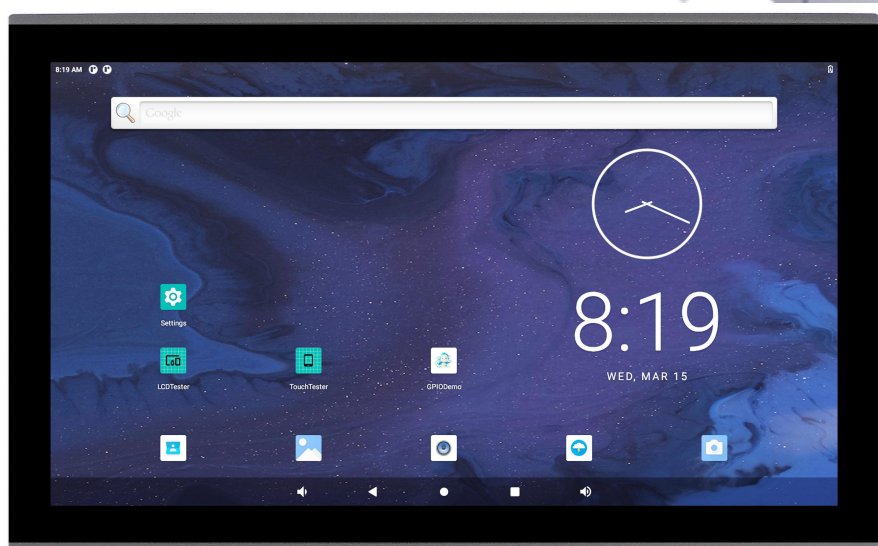 8:19 AM
Google
8:19
WED, MAR 15
Settings
LCDTester
TouchTester
GPIODemo